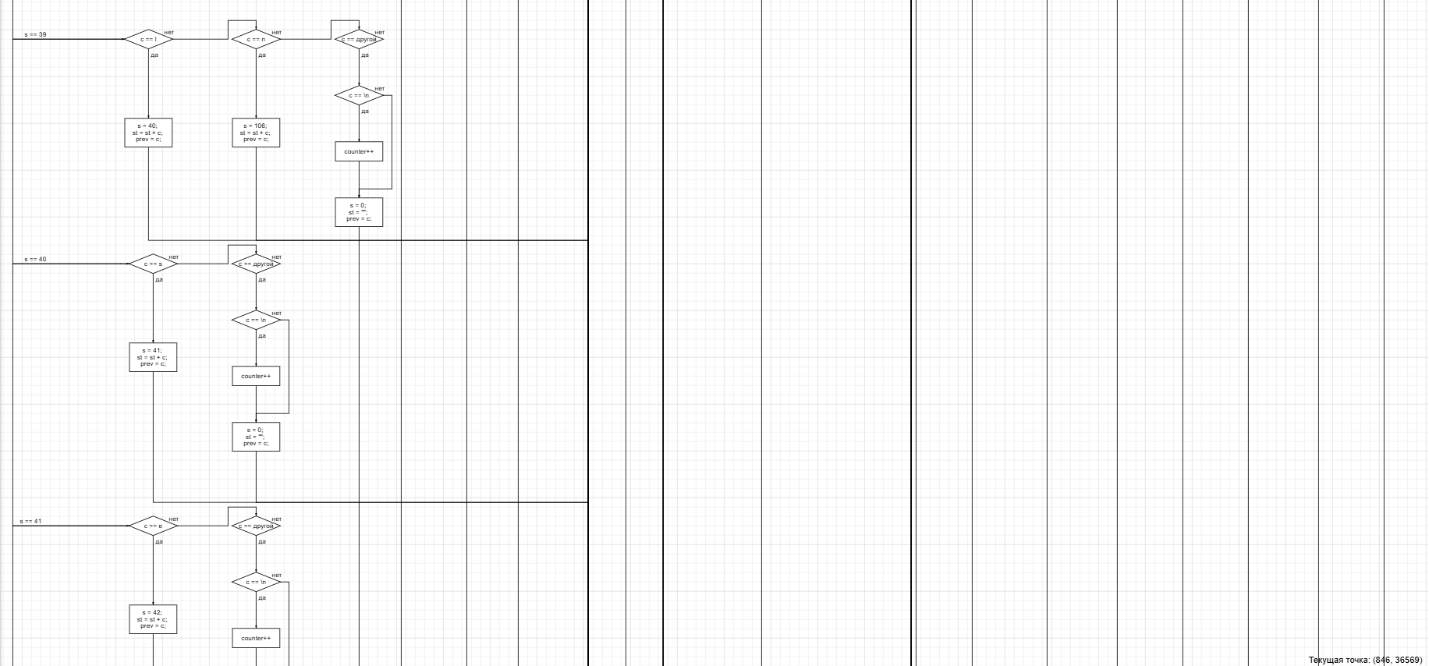 s == 39
c == l
нет
c == n
нет
c == другой
нет
да
да
да
c == \n
нет
да
s = 40;
st = st + c;
prev = c;
s = 106;
st = st + c;
prev = c;
counter++
s = 0;
st = "";
prev = c;
s == 40
c == s
нет
c == другой
нет
да
да
c == \n
нет
да
s = 41;
st = st + c;
prev = c;
counter++
s = 0;
st = "";
prev = c;
s == 41
c == e
нет
c == другой
нет
да
да
c == \n
нет
да
s = 42;
st = st + c;
prev = c;
counter++
Текущая точка: (846, 36569)